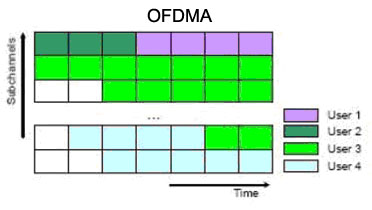 OFDMA
Subchannels
...
User 1
User 2
User 3
User 4
Time